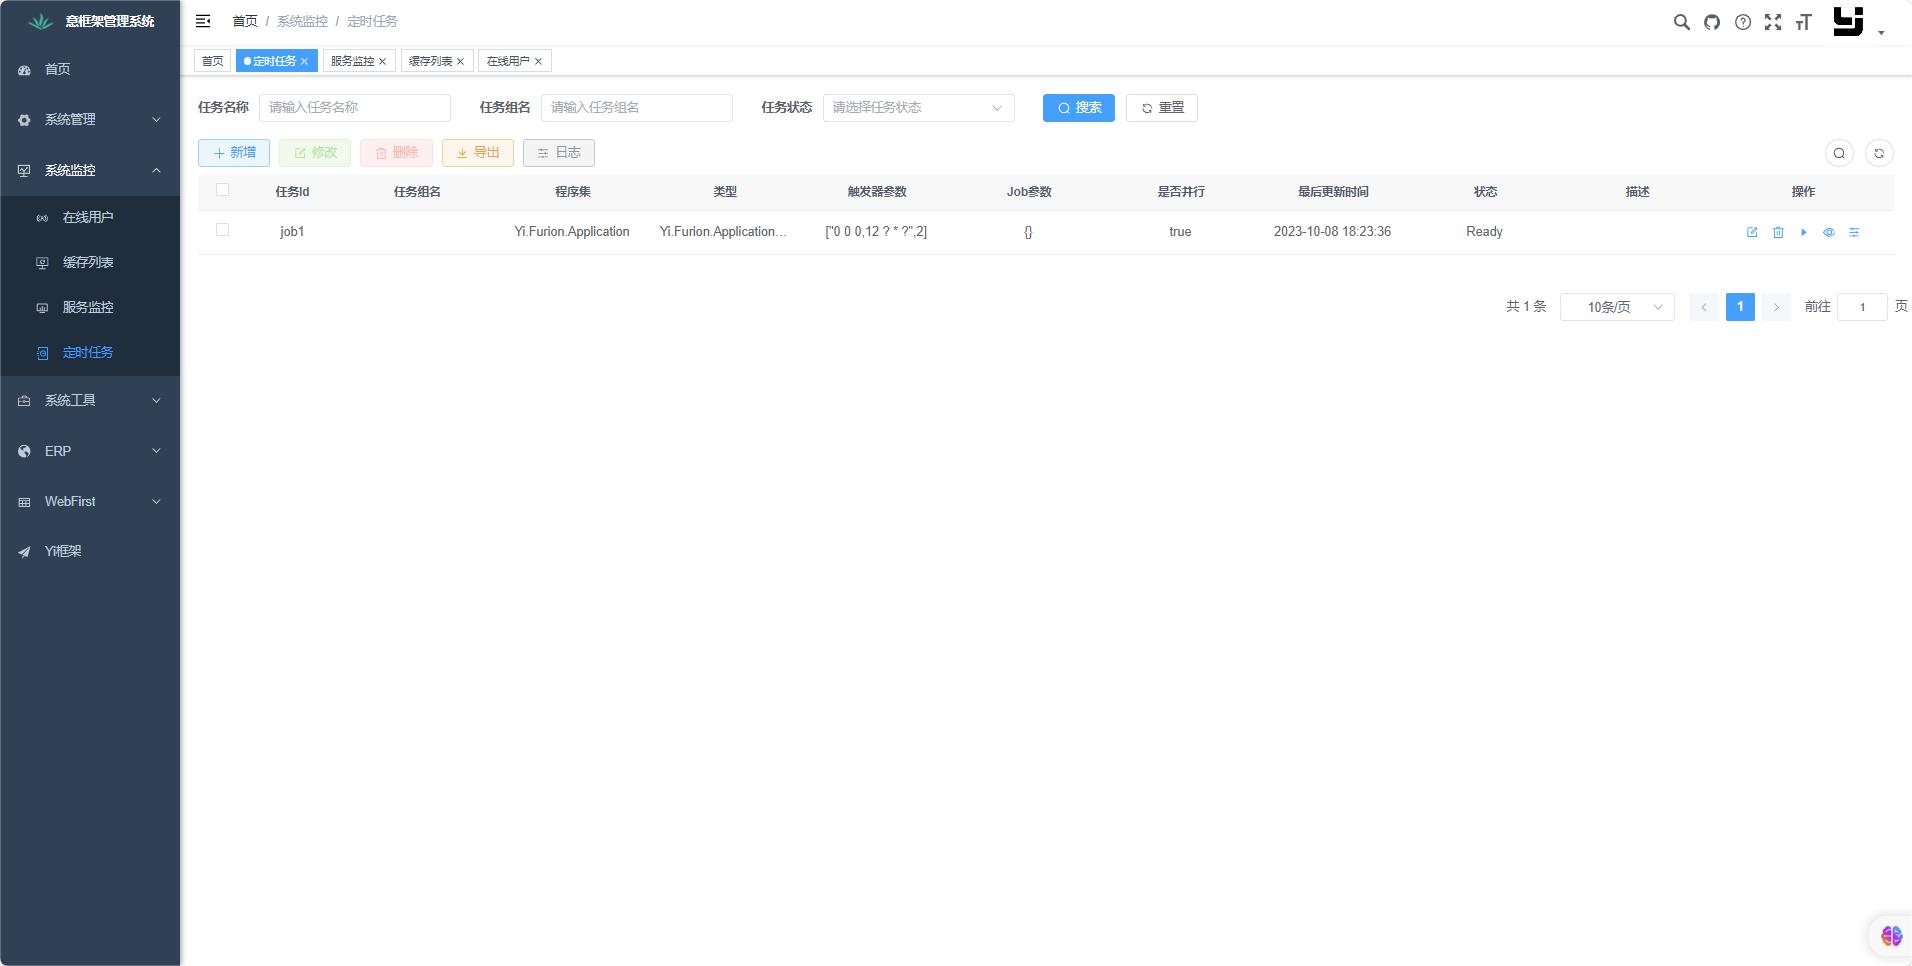 意框架管理系统
首页
系统管理
系统监控
在线用户
缓存列表
服务监控
定时任务
系统工具
ERP
WebFirst
Yi框架
首页 / 系统监控 / 定时任务
首页 定时任务 服务监控 缓存列表 在线用户
任务名称 请输入任务名称 任务组名 请输入任务组名 任务状态 请选择任务状态 搜索 重置
新增 修改 删除 导出 日志
任务Id 任务组名 程序集 类型 触发器参数 Job参数 是否并行 最后更新时间 状态 描述 操作
job1 Yi.Furion.Application Yi.Furion.Application... ["0 0 0,12 ? * ?",2] {} true 2023-10-08 18:23:36 Ready
共 1 条 10条/页 1 前往 1 页